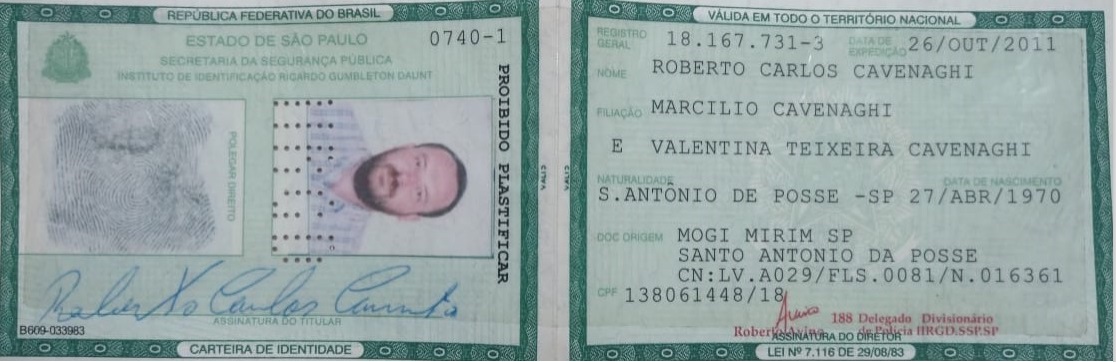 REPÚBLICA FEDERATIVA DO BRASIL
ESTADO DE SÃO PAULO
0740-1
SECRETARIA DA SEGURANÇA PÚBLICA
INSTITUTO DE IDENTIFICAÇÃO RICARDO GUMBLETON DAUNT
POLEGAR DIREITO
PROIBIDO PLASTIFICAR
ASSINATURA DO TITULAR
B609-033983
CARTEIRA DE IDENTIDADE
VÁLIDA EM TODO O TERRITÓRIO NACIONAL
REGISTRO GERAL 18.167.731-3 DATA DE EXPEDIÇÃO 26/OUT/2011
NOME ROBERTO CARLOS CAVENAGHI
FILIAÇÃO MARCILIO CAVENAGHI
E VALENTINA TEIXEIRA CAVENAGHI
NATURALIDADE DATA DE NASCIMENTO
S.ANTÔNIO DE POSSE -SP 27/ABR/1970
DOC ORIGEM MOGI MIRIM SP
SANTO ANTONIO DA POSSE
CN:LV.A029/FLS.0081/N.016361
CPF 138061448/18
188 Delegado Divisionário
Roberto Avino de Polícia IIRGD.SSP.SP
ASSINATURA DO DIRETOR
LEI Nº 7.116 DE 29/08/83